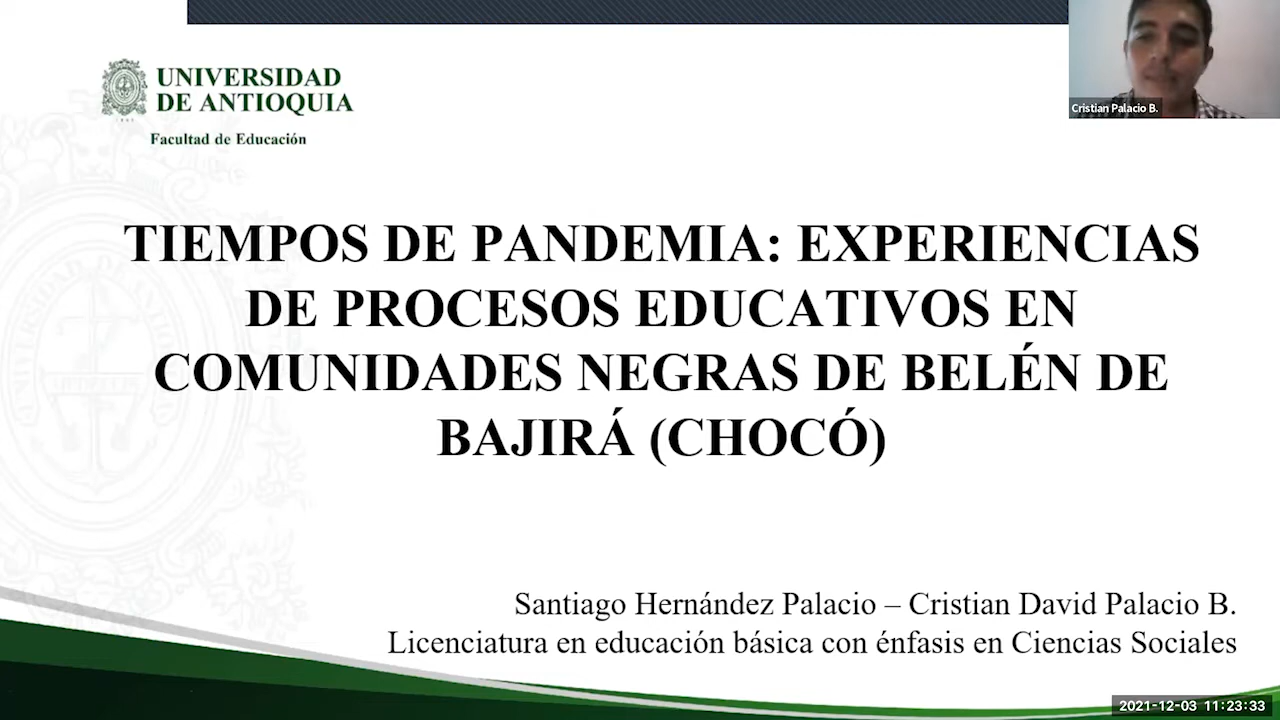 UNIVERSIDAD
DE ANTIOQUIA
Facultad de Educación
Cristian Palacio B.
TIEMPOS DE PANDEMIA: EXPERIENCIAS
DE PROCESOS EDUCATIVOS EN
COMUNIDADES NEGRAS DE BELÉN DE
BAJIRÁ (CHOCÓ)
Santiago Hernández Palacio – Cristian David Palacio B.
Licenciatura en educación básica con énfasis en Ciencias Sociales
2021-12-03 11:23:33